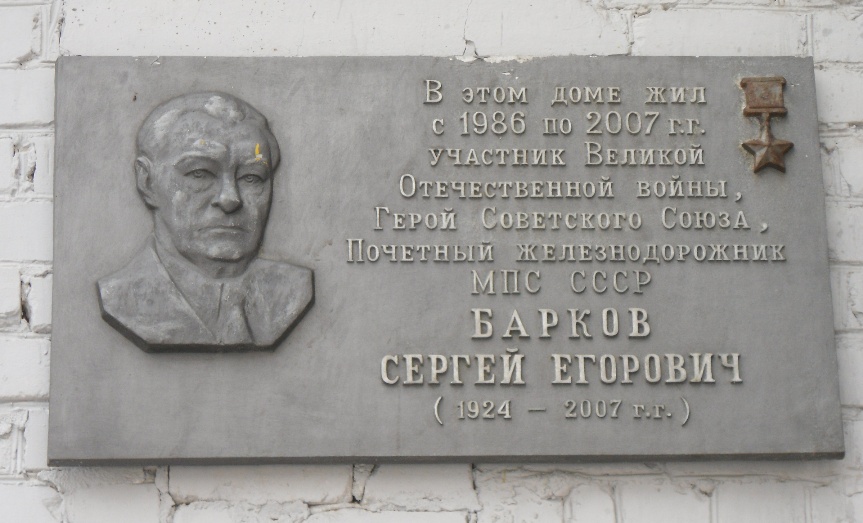 В этом доме жил
с 1986 по 2007 г.г.
участник Великой
Отечественной войны,
Герой Советского Союза,
Почетный железнодорожник
МПС СССР
БАРКОВ
СЕРГЕЙ ЕГОРОВИЧ
(1924 – 2007 г.г.)